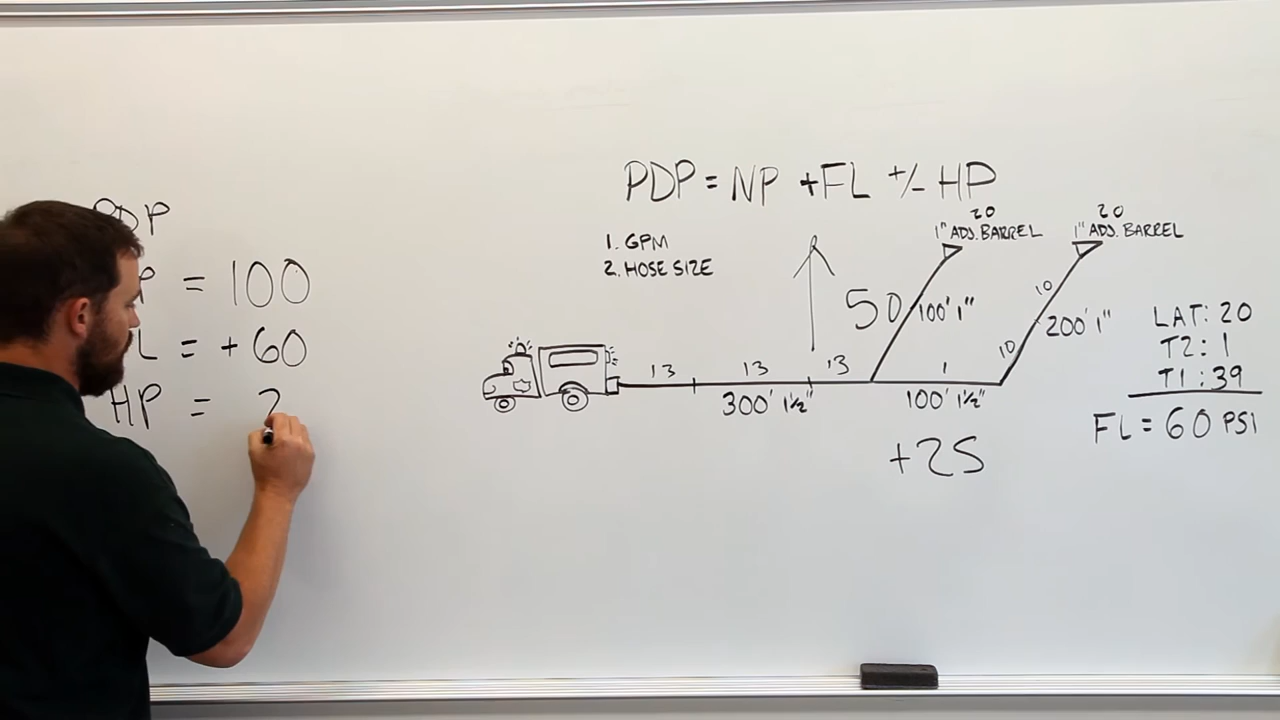 PDP
= 100
= +60
HP = 2
PDP = NP + FL +/- HP
1. GPM
2. HOSE SIZE
20
1" ADJ. BARREL
20
1" ADJ. BARREL
50
100' 1"
10
10
200' 1"
13
13
13
1
300' 1½"
100' 1½"
+25
LAT: 20
T2: 1
T1: 39
FL = 60 PSI